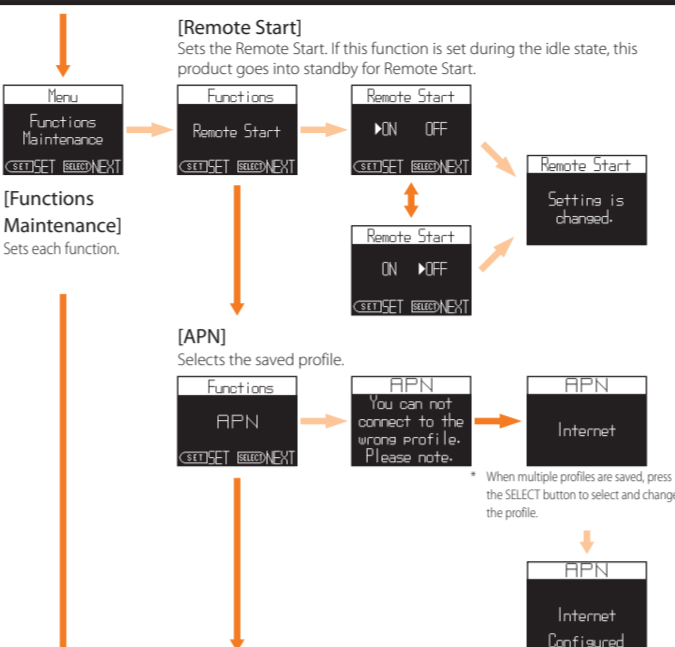 [Remote Start]
Sets the Remote Start. If this function is set during the idle state, this
product goes into standby for Remote Start.
Menu
Functions
Maintenance
SET SET SELECT NEXT
Functions
Remote Start
SET SET SELECT NEXT
Remote Start
▶ON OFF
SET SET SELECT NEXT
Remote Start
Setting is
changed.
[Functions
Maintenance]
Sets each function.
Remote Start
ON ▶OFF
SET SET SELECT NEXT
[APN]
Selects the saved profile.
Functions
APN
SET SET SELECT NEXT
APN
You can not
connect to the
wrong profile.
Please note.
APN
Internet
* When multiple profiles are saved, press
the SELECT button to select and change
the profile.
APN
Internet
Configured